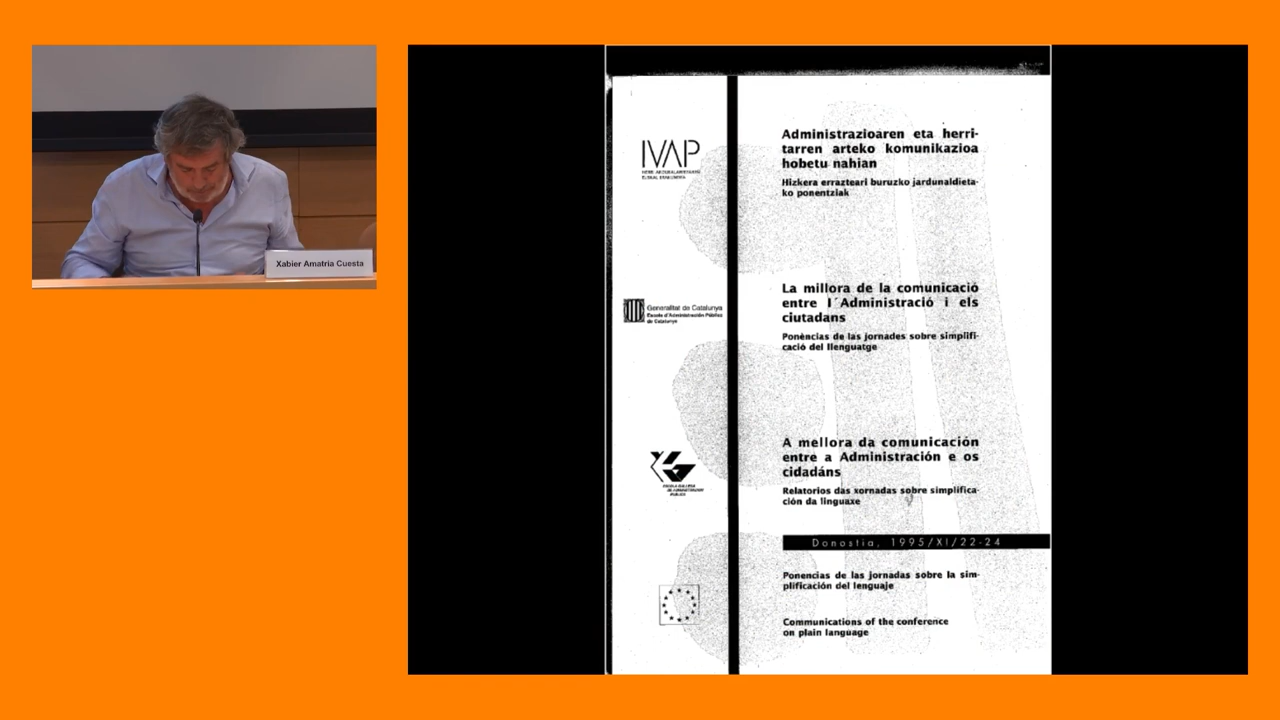 Xabier Amatria Cuesta
IVAP
Administrazioaren eta herri-
tarren arteko komunikazioa
hobetu nahian
Hizkera errazteari buruzko jardunaldieta-
ko ponentziak
Generalitat de Catalunya
Escola d'Administració Pública
de Catalunya
La millora de la comunicació
entre l´Administració i els
ciutadans
Ponències de las jornades sobre simplifi-
cació del llenguatge
A mellora da comunicación
entre a Administración e os
cidadáns
Relatorios das xornadas sobre simplifica-
ción da linguaxe
Donostia, 1995/XI/22-24
Ponencias de las jornadas sobre la sim-
plificación del lenguaje
Communications of the conference
on plain language